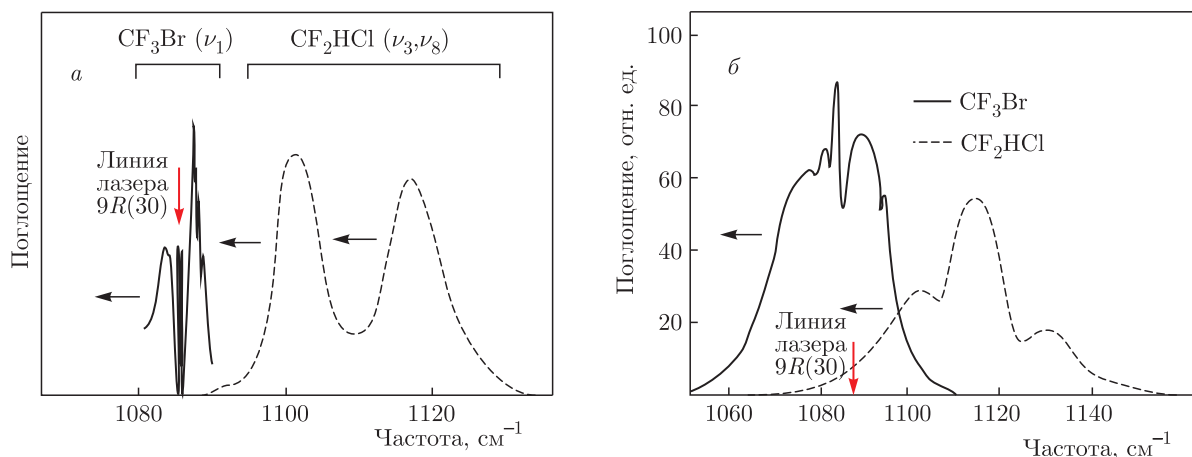 а
CF₃Br (ν₁)
CF₂HCl (ν₃,ν₈)
Линия
лазера
9R(30)
Поглощение
1080
1100
1120
Частота, см⁻¹
б
100
80
60
40
20
Поглощение, отн. ед.
CF₃Br
CF₂HCl
Линия
лазера
9R(30)
1060
1080
1100
1120
1140
Частота, см⁻¹